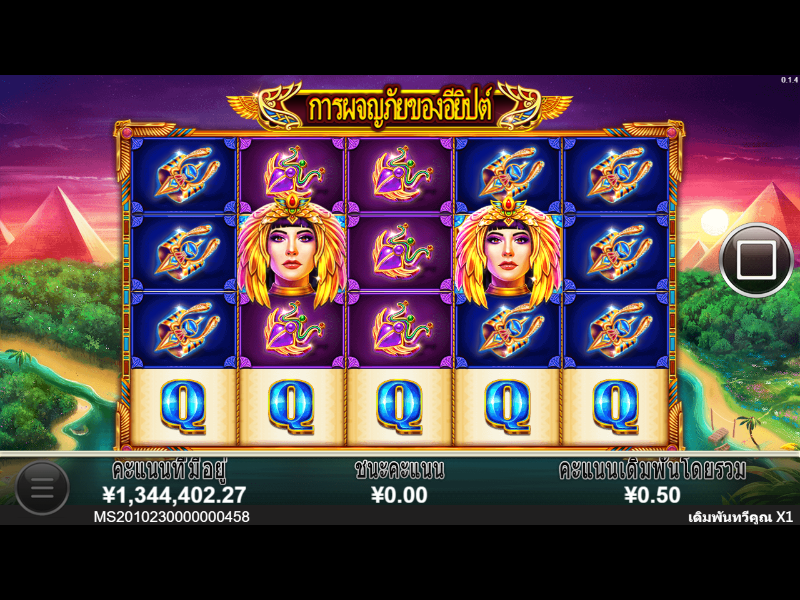 0.1.4
การผจญภัยของอียิปต์
Q Q Q Q Q
คะแนนที่มีอยู่ ชนะคะแนน คะแนนเดิมพันโดยรวม
¥1,344,402.27 ¥0.00 ¥0.50
MS2010230000000458 เดิมพันทวีคูณ X1